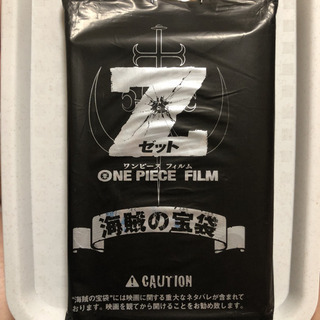 Z
ゼット
ワンピース フィルム
ONE PIECE FILM
海賊の宝袋
CAUTION
"海賊の宝袋"には映画に関する重大なネタバレが含まれて
おります。映画を観てから開けることをお勧め致します。